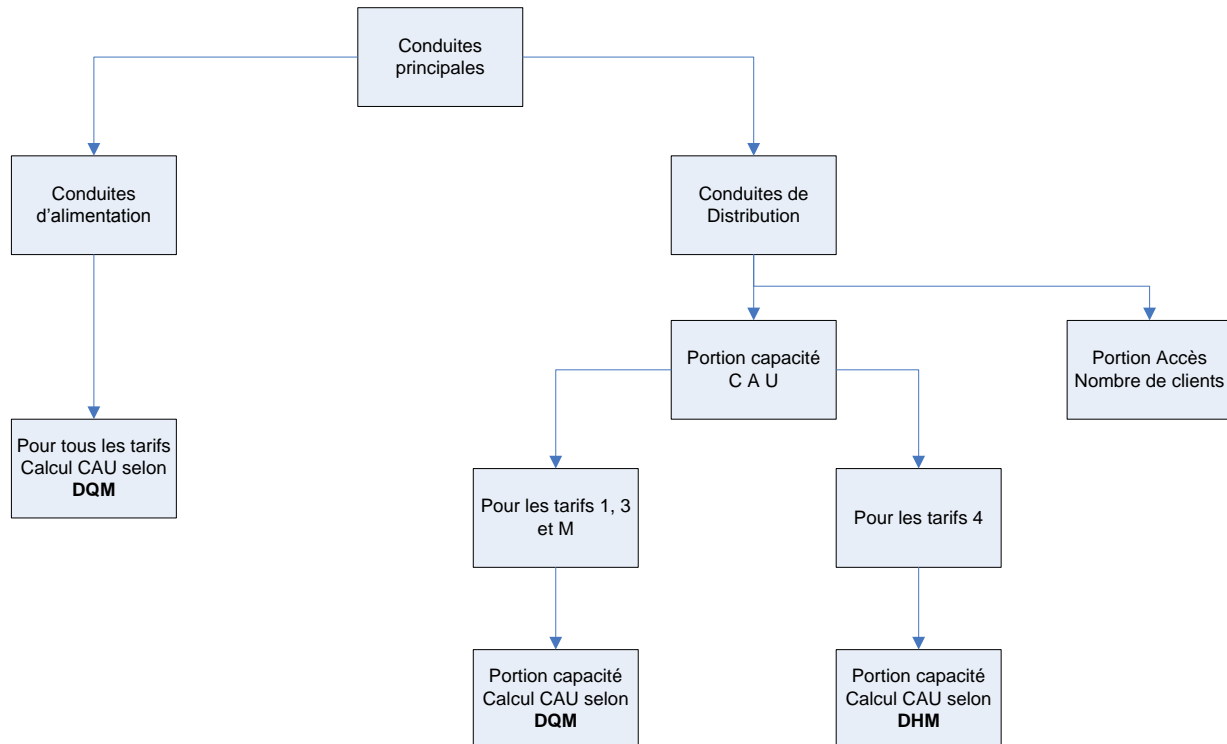 Conduites
principales
Conduites
d’alimentation
Conduites de
Distribution
Portion capacité
C A U
Portion Accès
Nombre de clients
Pour tous les tarifs
Calcul CAU selon
DQM
Pour les tarifs 1, 3
et M
Pour les tarifs 4
Portion capacité
Calcul CAU selon
DQM
Portion capacité
Calcul CAU selon
DHM